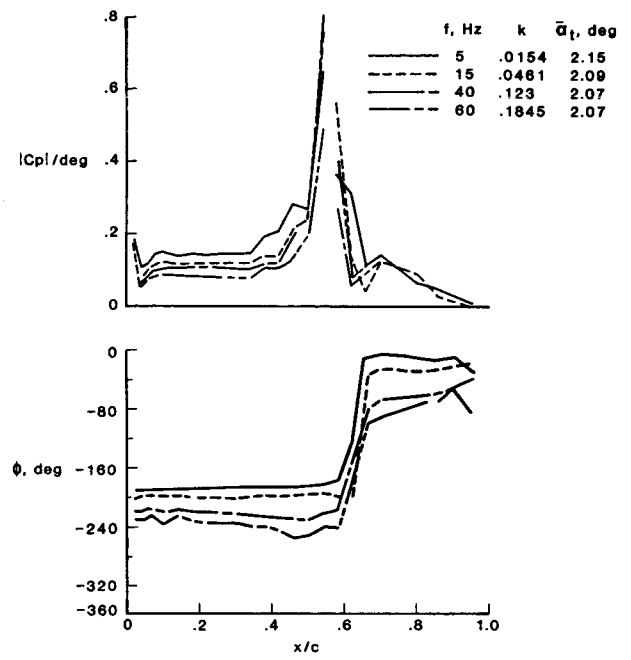 f, Hz k ᾱt, deg
5 .0154 2.15
15 .0461 2.09
40 .123 2.07
60 .1845 2.07
.8
.6
.4
.2
0
|Cp|/deg
0
-80
-160
-240
-320
-360
ϕ, deg
0 .2 .4 .6 .8 1.0
x/c